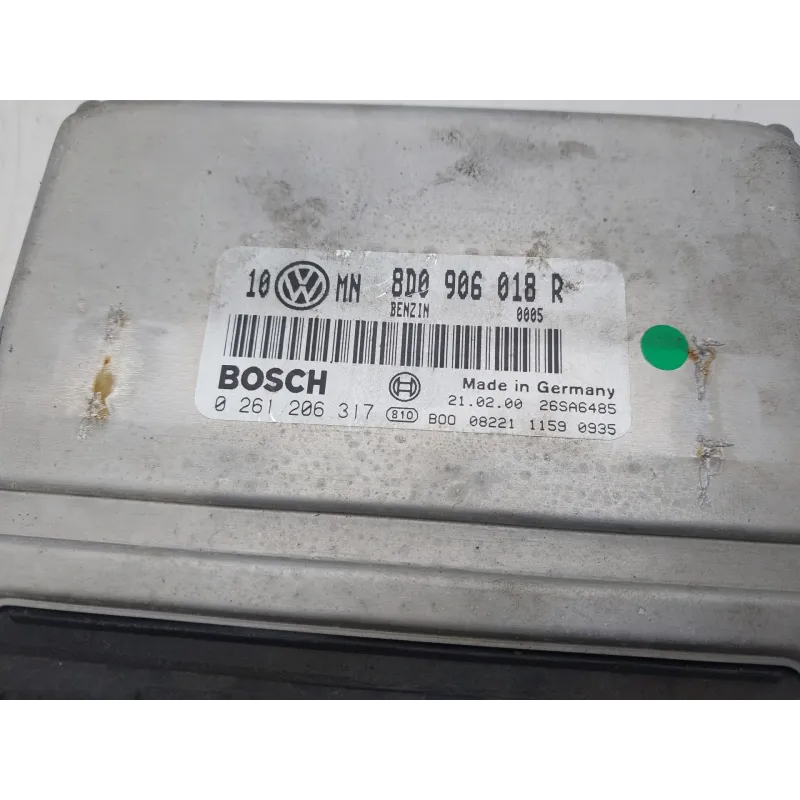 10 VW MN 8D0 906 018 R
BENZIN 0005
BOSCH Made in Germany
21.02.00 26SA6485
0 261 206 317 810 B00 08221 1159 0935